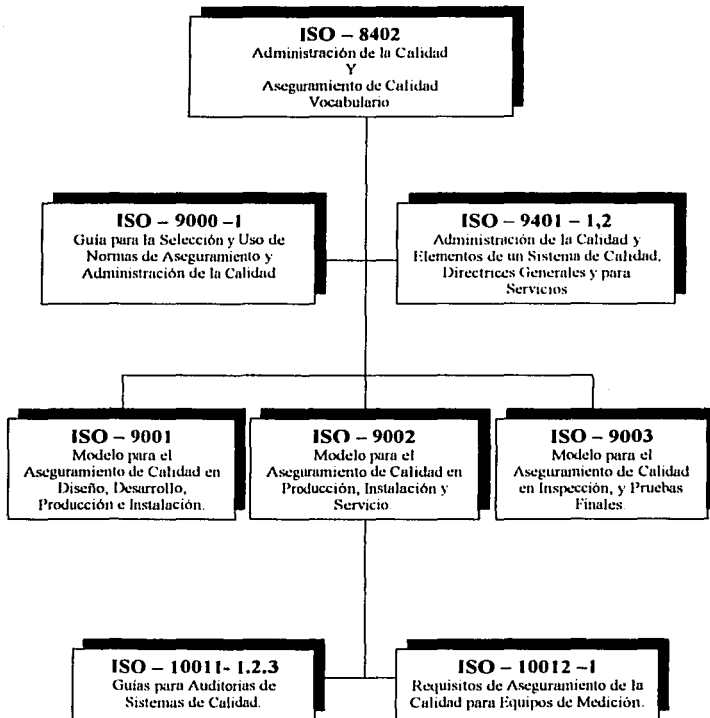 ISO – 8402
Administración de la Calidad
Y
Aseguramiento de Calidad
Vocabulario
ISO – 9000 –1
Guía para la Selección y Uso de
Normas de Aseguramiento y
Administración de la Calidad
ISO – 9401 – 1,2
Administración de la Calidad y
Elementos de un Sistema de Calidad,
Directrices Generales y para
Servicios
ISO – 9001
Modelo para el
Aseguramiento de Calidad en
Diseño, Desarrollo,
Producción e Instalación.
ISO – 9002
Modelo para el
Aseguramiento de Calidad en
Producción, Instalación y
Servicio
ISO – 9003
Modelo para el
Aseguramiento de Calidad
en Inspección, y Pruebas
Finales
ISO – 10011- 1.2.3
Guías para Auditorias de
Sistemas de Calidad.
ISO – 10012 –1
Requisitos de Aseguramiento de la
Calidad para Equipos de Medición.